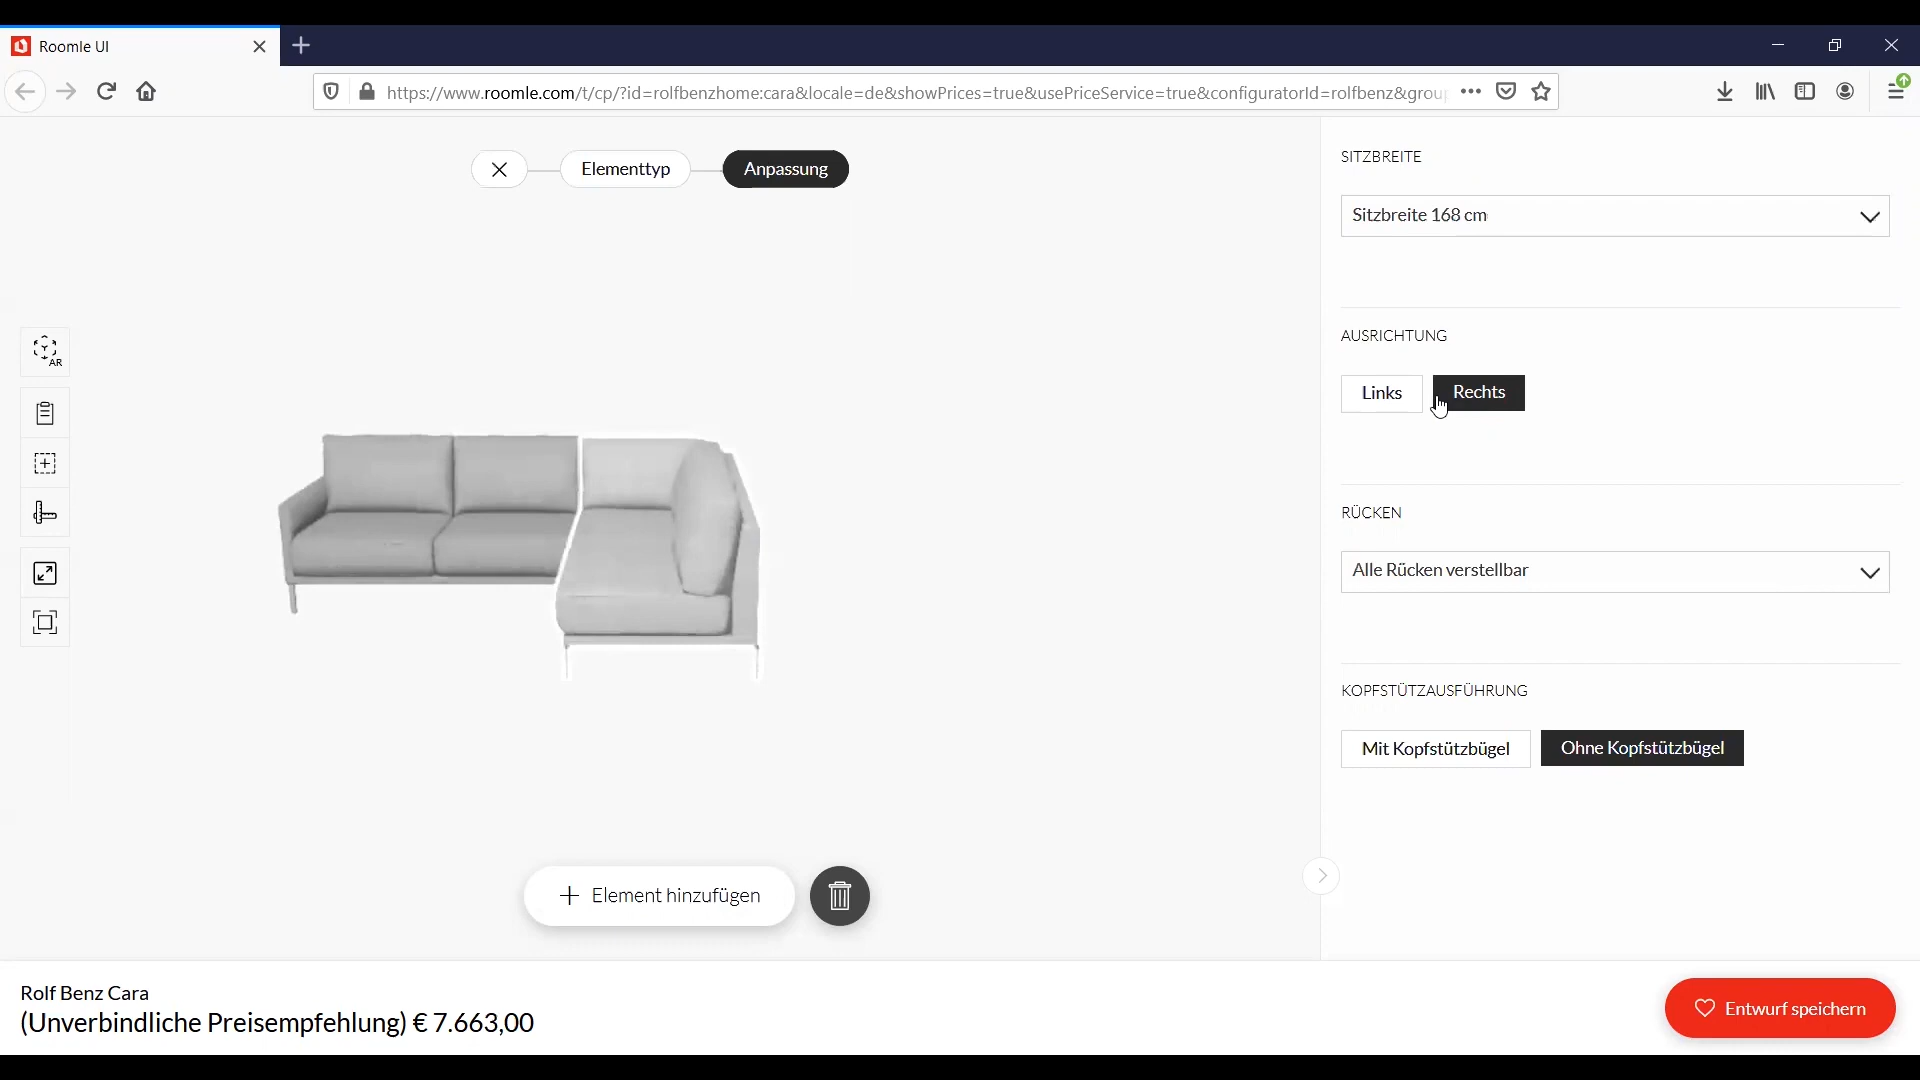 Roomle UI
https://www.roomle.com/t/cp/?id=rolfbenzhome:cara&locale=de&showPrices=true&usePriceService=true&configuratorId=rolfbenz&grou
Elementtyp
Anpassung
SITZBREITE
Sitzbreite 168 cm
AUSRICHTUNG
Links
Rechts
AR
RÜCKEN
Alle Rücken verstellbar
KOPFSTÜTZAUSFÜHRUNG
Mit Kopfstützbügel
Ohne Kopfstützbügel
Element hinzufügen
Rolf Benz Cara
(Unverbindliche Preisempfehlung) € 7.663,00
Entwurf speichern